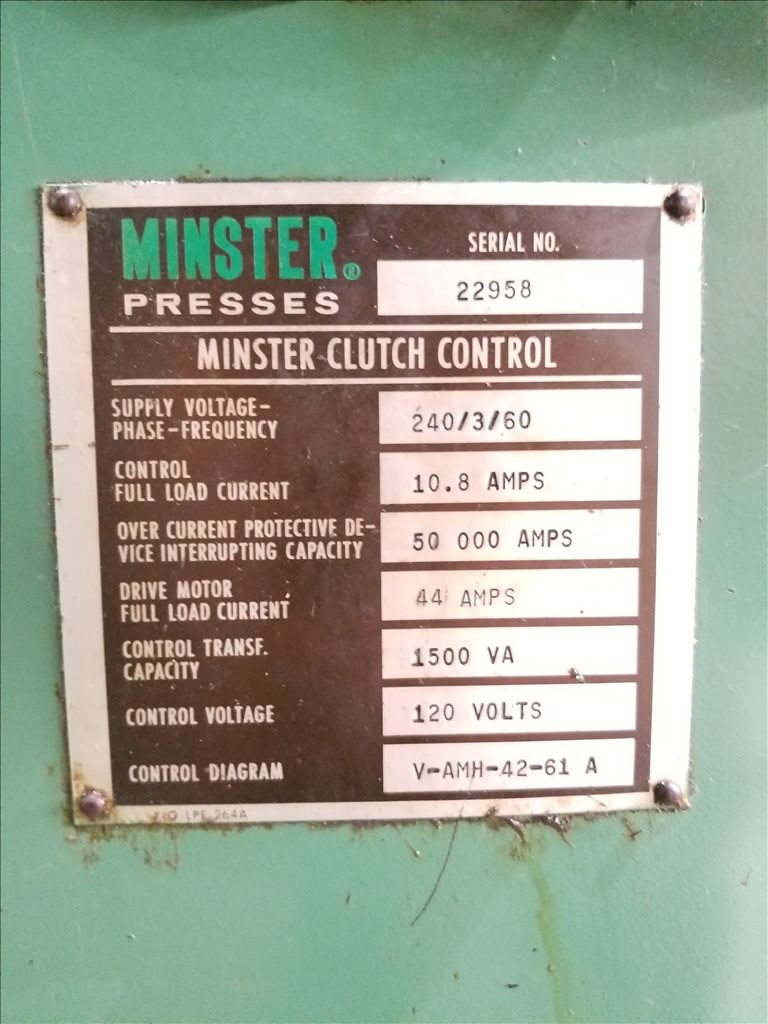 MINSTER®
PRESSES
SERIAL NO.
22958
MINSTER CLUTCH CONTROL
SUPPLY VOLTAGE-
PHASE-FREQUENCY
240/3/60
CONTROL
FULL LOAD CURRENT
10.8 AMPS
OVER CURRENT PROTECTIVE DE-
VICE INTERRUPTING CAPACITY
50 000 AMPS
DRIVE MOTOR
FULL LOAD CURRENT
44 AMPS
CONTROL TRANSF.
CAPACITY
1500 VA
CONTROL VOLTAGE
120 VOLTS
CONTROL DIAGRAM
V-AMH-42-61 A
LPE 264A